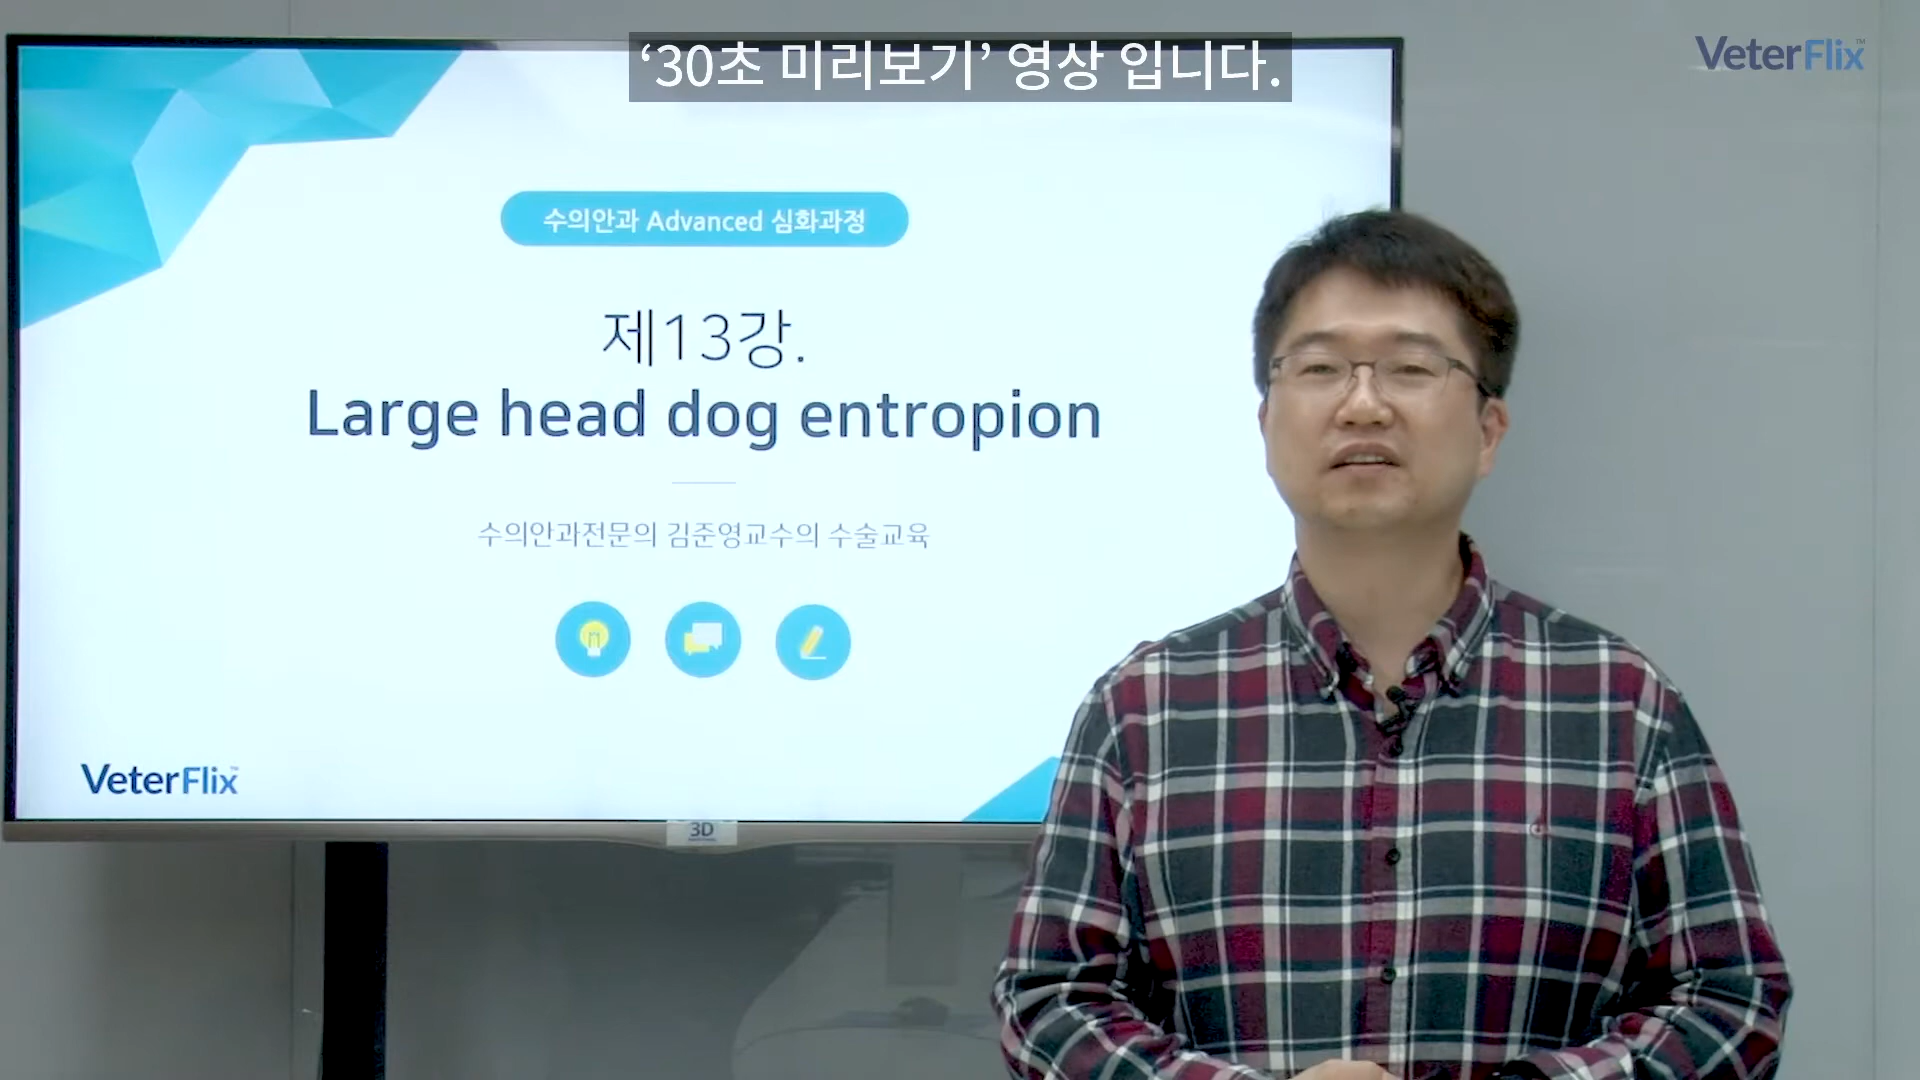 ‘30초 미리보기’ 영상 입니다.
VeterFlix™
수의안과 Advanced 심화과정
제13강.
Large head dog entropion
수의안과전문의 김준영교수의 수술교육
VeterFlix™
3D